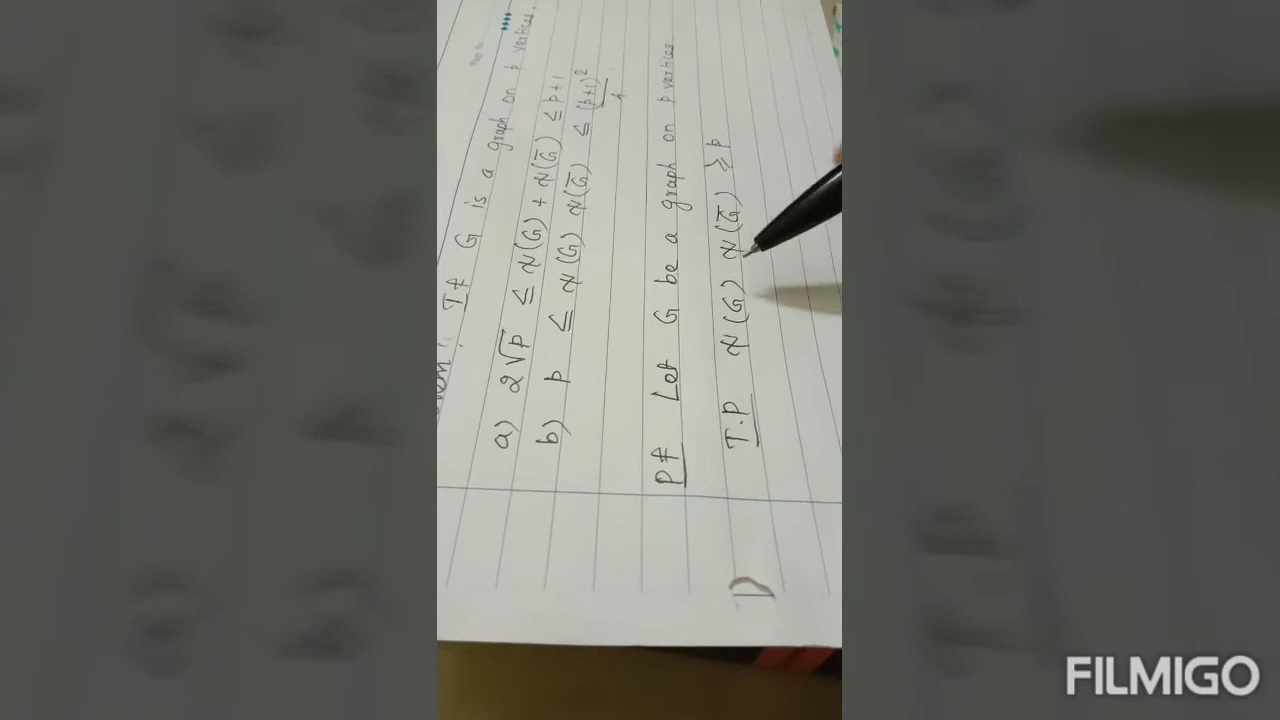 If G is a graph on p vertices.
a) 2√p ≤ χ(G) + χ(G̅) ≤ p+1
b) p ≤ χ(G) χ(G̅) ≤ (p+1)²/4
Pf Let G be a graph on p vertices
T.P χ(G) χ(G̅) ≥ p
FILMIGO